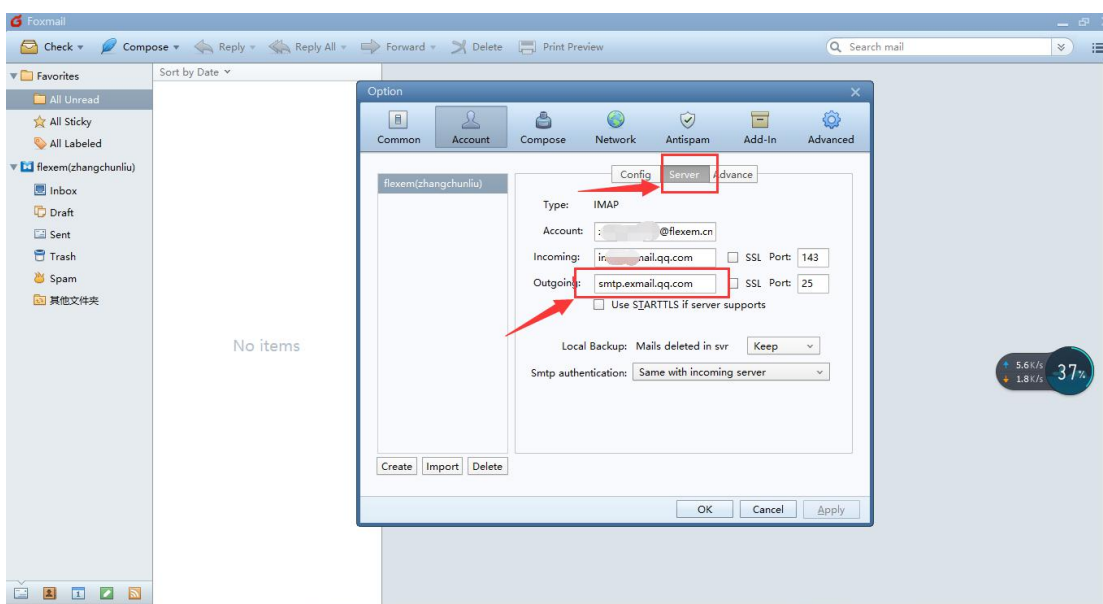 Foxmail
Check Compose Reply Reply All Forward Delete Print Preview Search mail
Favorites
All Unread
All Sticky
All Labeled
flexem(zhangchunliu)
Inbox
Draft
Sent
Trash
Spam
其他文件夹
Sort by Date
No items
Option
Common Account Compose Network Antispam Add-In Advanced
flexem(zhangchunliu)
Config Server Advance
Type: IMAP
Account: @flexem.cn
Incoming: mail.qq.com SSL Port: 143
Outgoing: smtp.exmail.qq.com SSL Port: 25
Use STARTTLS if server supports
Local Backup: Mails deleted in svr Keep
Smtp authentication: Same with incoming server
Create Import Delete
OK Cancel Apply
5.6K/s
1.8K/s
37%